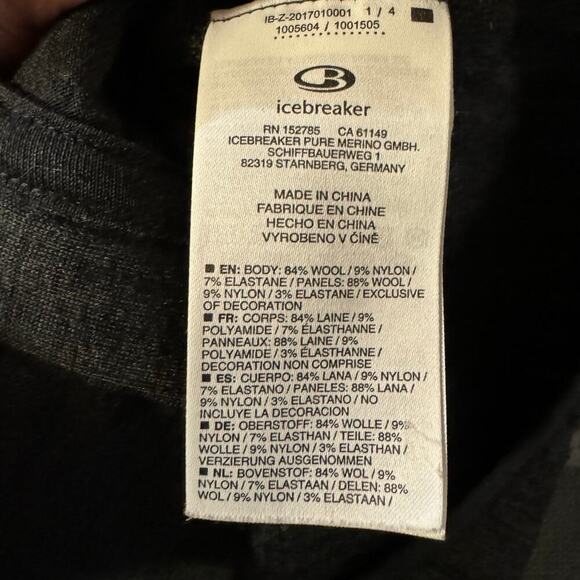 IB-Z-2017010001 1 / 4
1005604 / 1001505
icebreaker
RN 152785 CA 61149
ICEBREAKER PURE MERINO GMBH.
SCHIFFBAUERWEG 1
82319 STARNBERG, GERMANY
MADE IN CHINA
FABRIQUE EN CHINE
HECHO EN CHINA
VYROBENO V ČÍNĚ
EN: BODY: 84% WOOL / 9% NYLON /
7% ELASTANE / PANELS: 88% WOOL /
9% NYLON / 3% ELASTANE / EXCLUSIVE
OF DECORATION
FR: CORPS: 84% LAINE / 9%
POLYAMIDE / 7% ÉLASTHANNE /
PANNEAUX: 88% LAINE / 9%
POLYAMIDE / 3% ÉLASTHANNE /
DECORATION NON COMPRISE
ES: CUERPO: 84% LANA / 9% NYLON /
7% ELASTANO / PANELES: 88% LANA /
9% NYLON / 3% ELASTANO / NO
INCLUYE LA DECORACION
DE: OBERSTOFF: 84% WOLLE / 9%
NYLON / 7% ELASTHAN / TEILE: 88%
WOLLE / 9% NYLON / 3% ELASTHAN /
VERZIERUNG AUSGENOMMEN
NL: BOVENSTOF: 84% WOL / 9%
NYLON / 7% ELASTAAN / DELEN: 88%
WOL / 9% NYLON / 3% ELASTAAN /